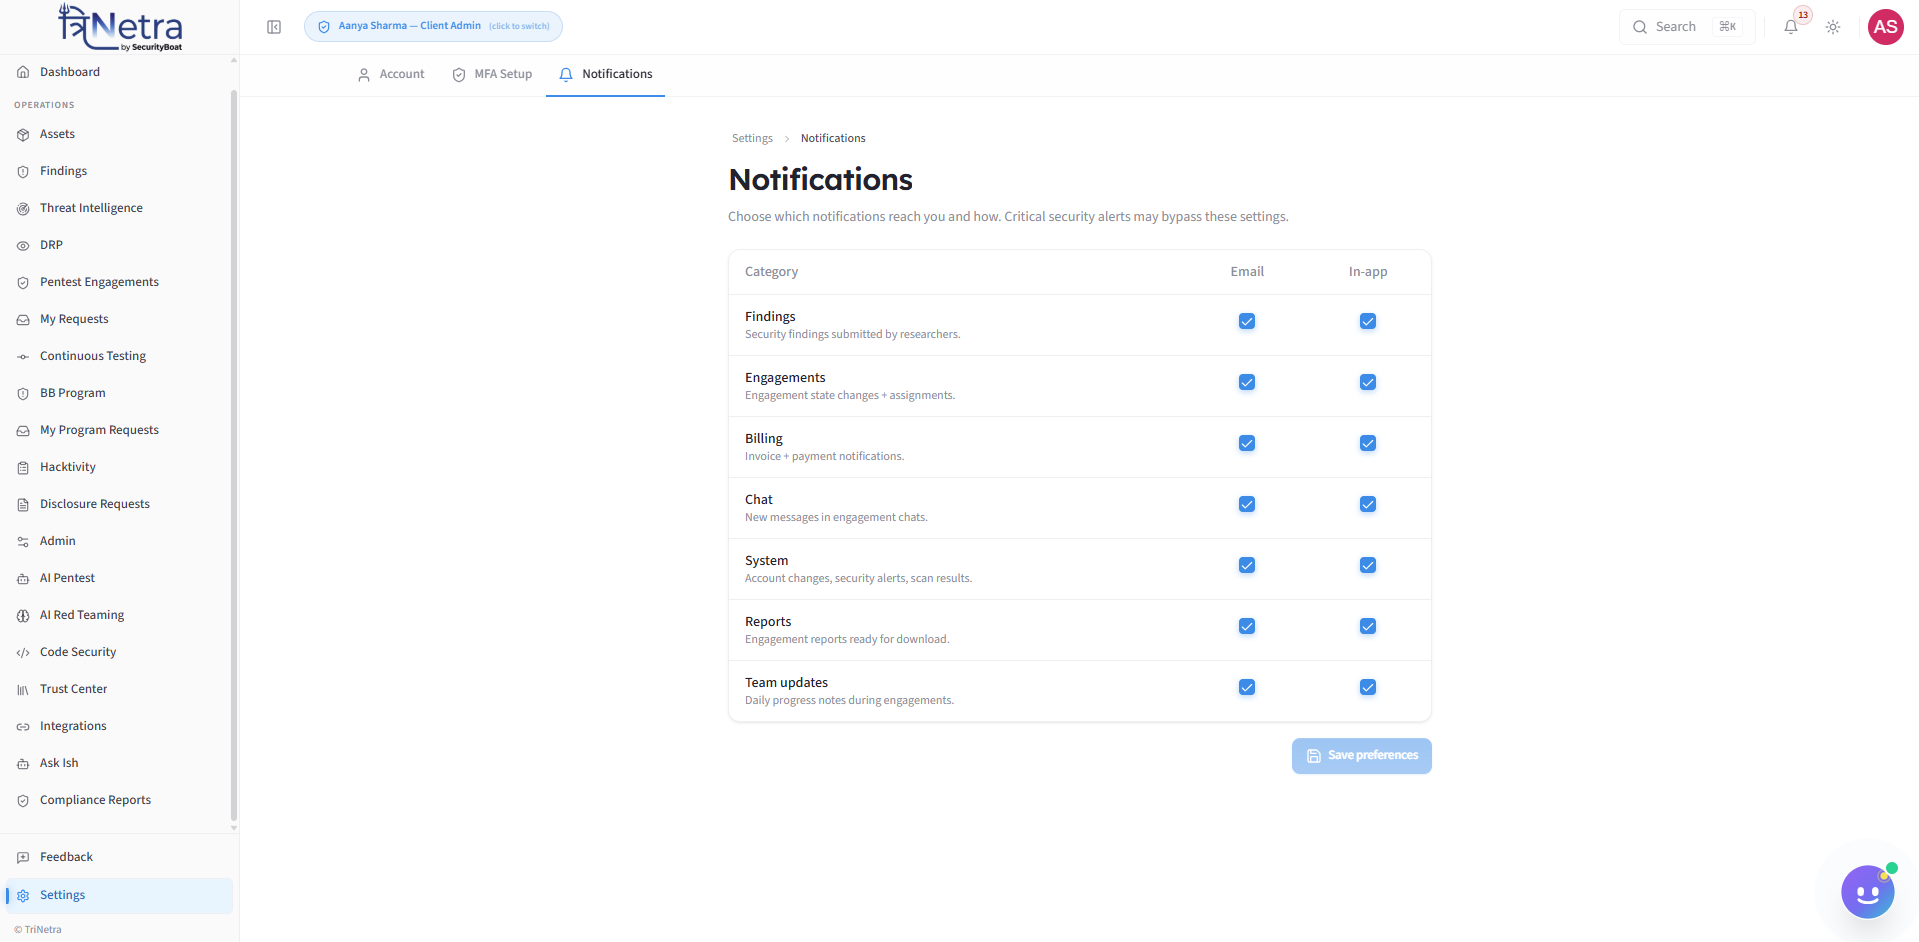 त्रिNetra
by SecurityBoat
Aanya Sharma — Client Admin (click to switch)
Search ⌘K
13
AS
Dashboard
OPERATIONS
Assets
Findings
Threat Intelligence
DRP
Pentest Engagements
My Requests
Continuous Testing
BB Program
My Program Requests
Hacktivity
Disclosure Requests
Admin
AI Pentest
AI Red Teaming
Code Security
Trust Center
Integrations
Ask Ish
Compliance Reports
Feedback
Settings
© TriNetra
Account
MFA Setup
Notifications
Settings > Notifications
Notifications
Choose which notifications reach you and how. Critical security alerts may bypass these settings.
Category Email In-app
Findings
Security findings submitted by researchers.
Engagements
Engagement state changes + assignments.
Billing
Invoice + payment notifications.
Chat
New messages in engagement chats.
System
Account changes, security alerts, scan results.
Reports
Engagement reports ready for download.
Team updates
Daily progress notes during engagements.
Save preferences